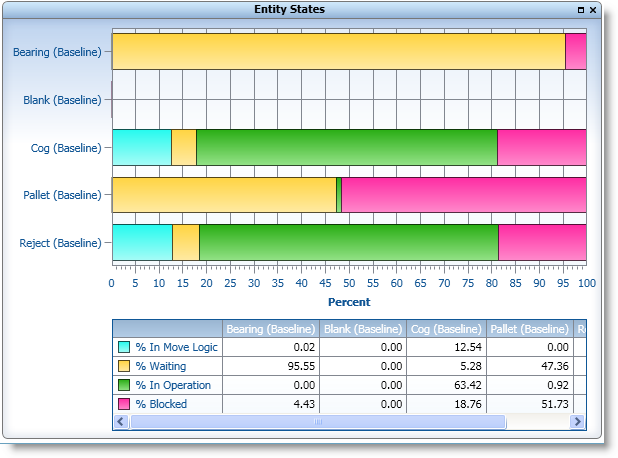 Entity States
Bearing (Baseline)
Blank (Baseline)
Cog (Baseline)
Pallet (Baseline)
Reject (Baseline)
0 5 10 15 20 25 30 35 40 45 50 55 60 65 70 75 80 85 90 95 100
Percent
Bearing (Baseline) Blank (Baseline) Cog (Baseline) Pallet (Baseline) Re
% In Move Logic 0.02 0.00 12.54 0.00
% Waiting 95.55 0.00 5.28 47.36
% In Operation 0.00 0.00 63.42 0.92
% Blocked 4.43 0.00 18.76 51.73